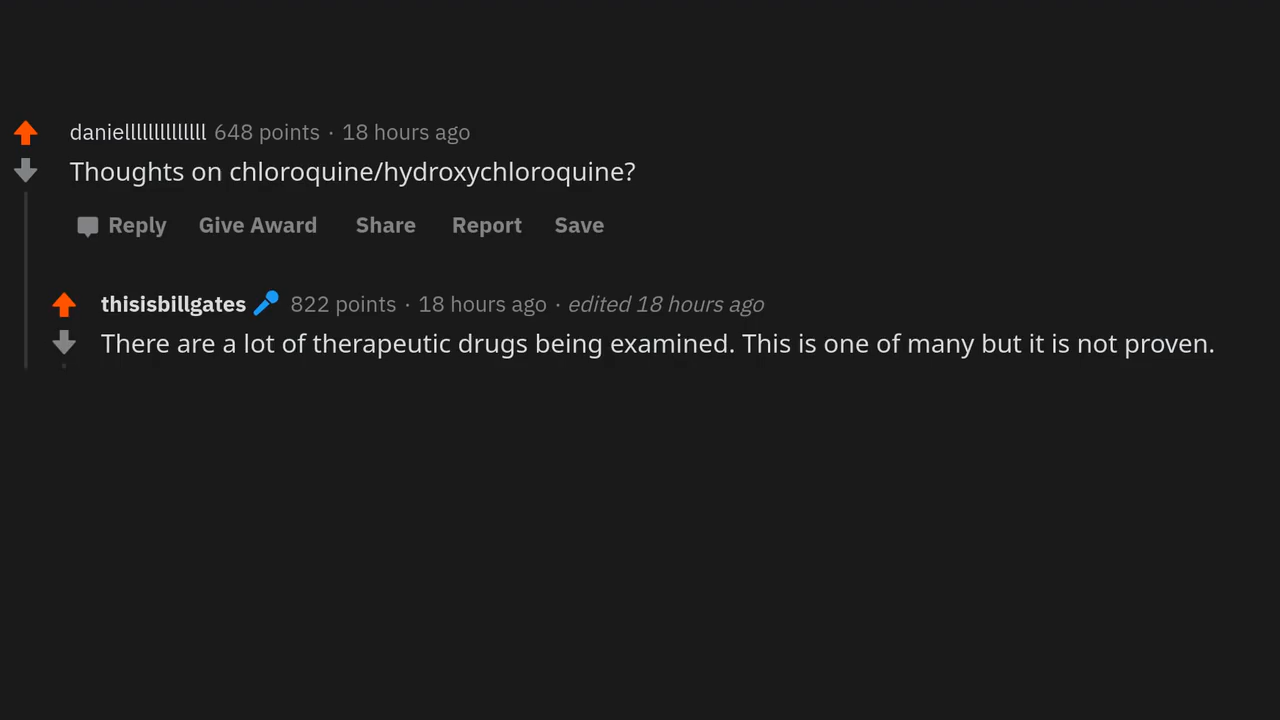 daniellllllllllllll 648 points · 18 hours ago
Thoughts on chloroquine/hydroxychloroquine?
Reply Give Award Share Report Save
thisisbillgates 822 points · 18 hours ago · edited 18 hours ago
There are a lot of therapeutic drugs being examined. This is one of many but it is not proven.